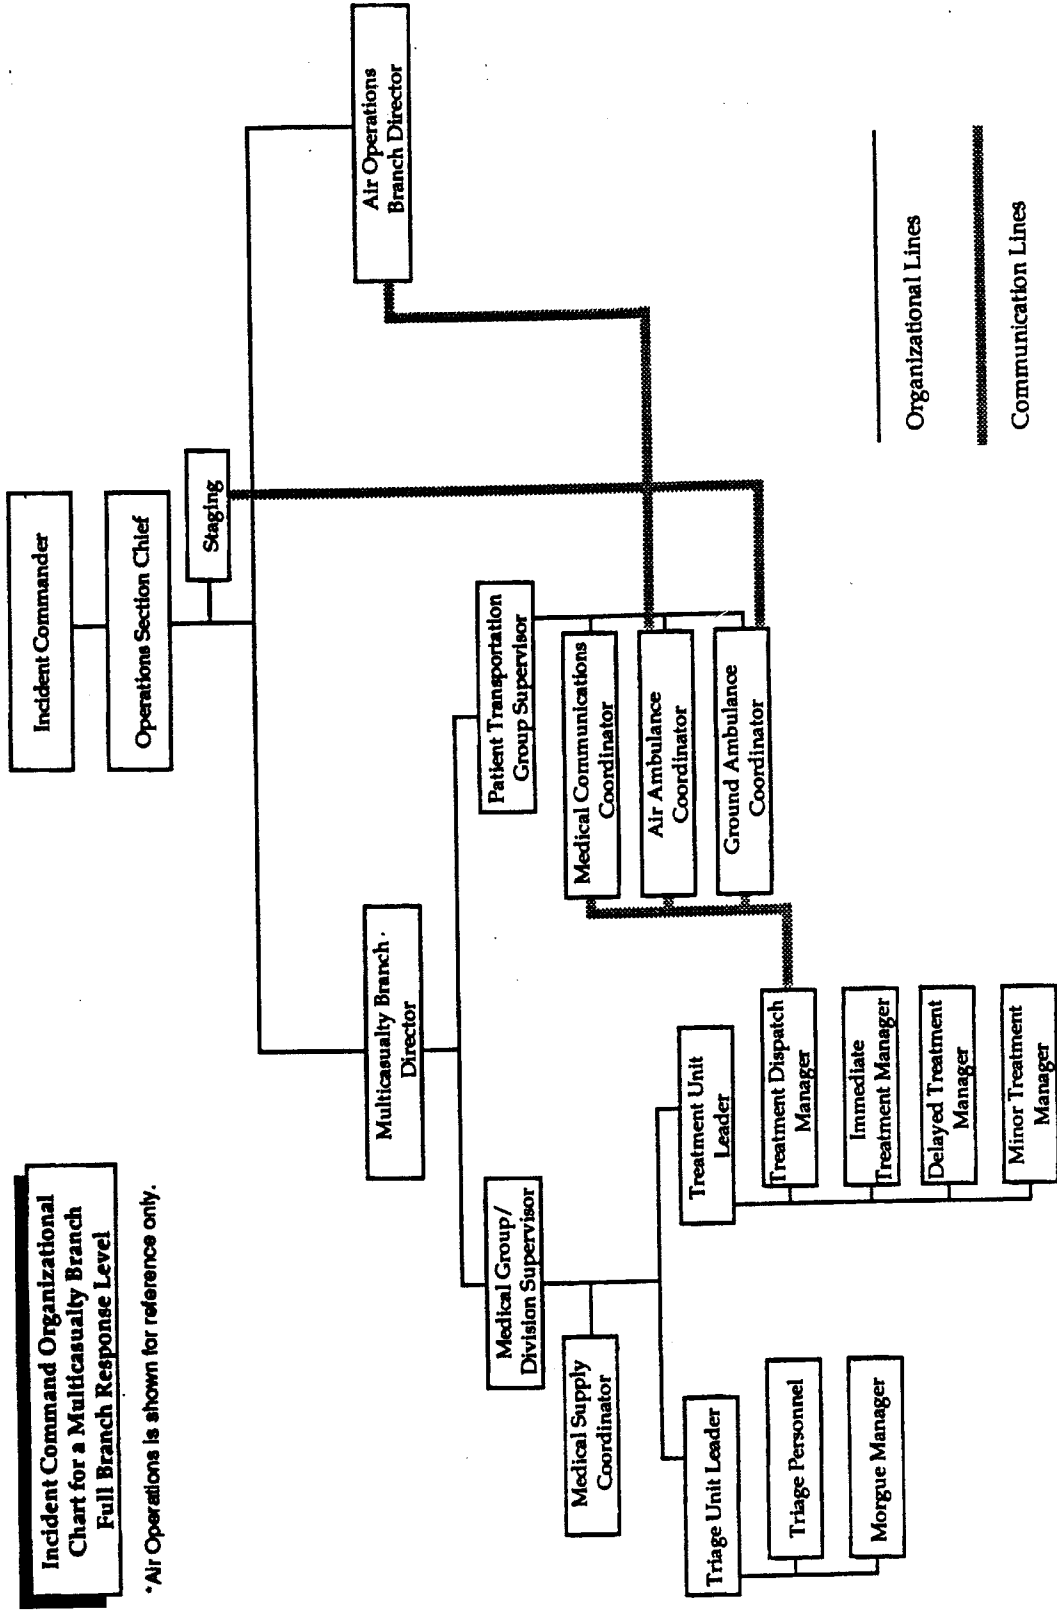 Incident Command Organizational
Chart for a Multicasualty Branch
Full Branch Response Level
*Air Operations is shown for reference only.
Incident Commander
Operations Section Chief
Staging
Air Operations
Branch Director
Multicasualty Branch
Director
Medical Group/
Division Supervisor
Patient Transportation
Group Supervisor
Medical Supply
Coordinator
Medical Communications
Coordinator
Air Ambulance
Coordinator
Ground Ambulance
Coordinator
Triage Unit Leader
Triage Personnel
Morgue Manager
Treatment Unit
Leader
Treatment Dispatch
Manager
Immediate
Treatment Manager
Delayed Treatment
Manager
Minor Treatment
Manager
Organizational Lines
Communication Lines